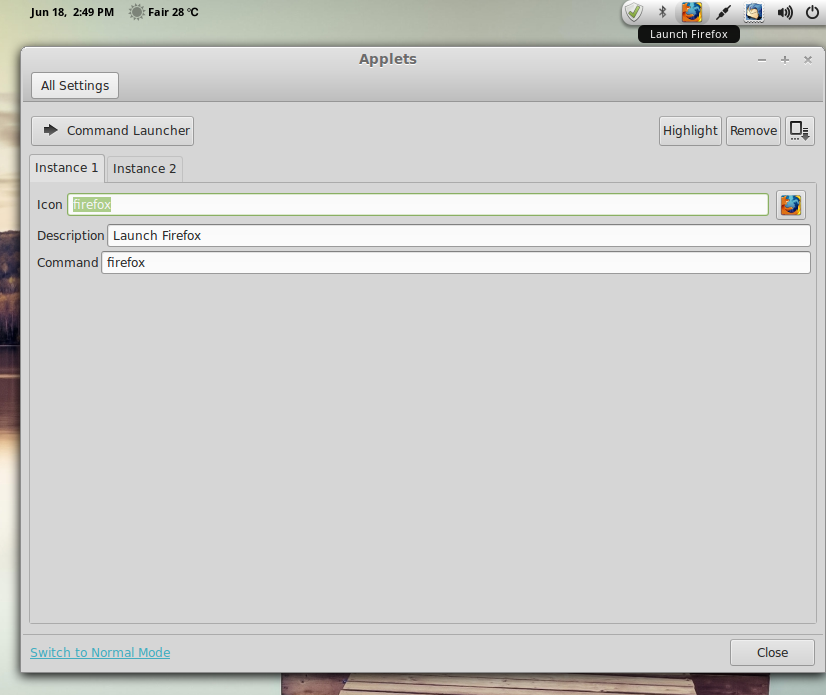 Jun 18, 2:49 PM Fair 28 °C
Launch Firefox
Applets
All Settings
Command Launcher Highlight Remove
Instance 1 Instance 2
Icon firefox
Description Launch Firefox
Command firefox
Switch to Normal Mode Close